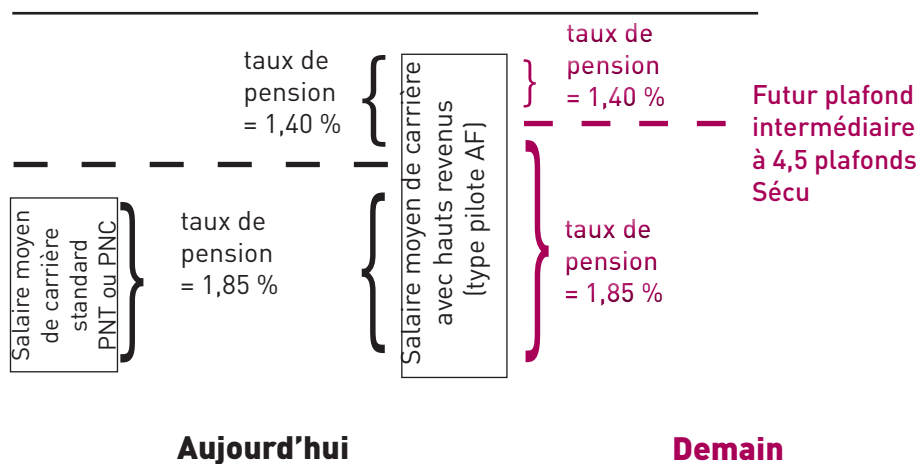 taux de
pension
= 1,40 %
taux de
pension
= 1,40 %
Futur plafond
intermédiaire
à 4,5 plafonds
Sécu
Salaire moyen
de carrière
standard
PNT ou PNC
taux de
pension
= 1,85 %
Salaire moyen de carrière
avec hauts revenus
(type pilote AF)
taux de
pension
= 1,85 %
Aujourd'hui
Demain